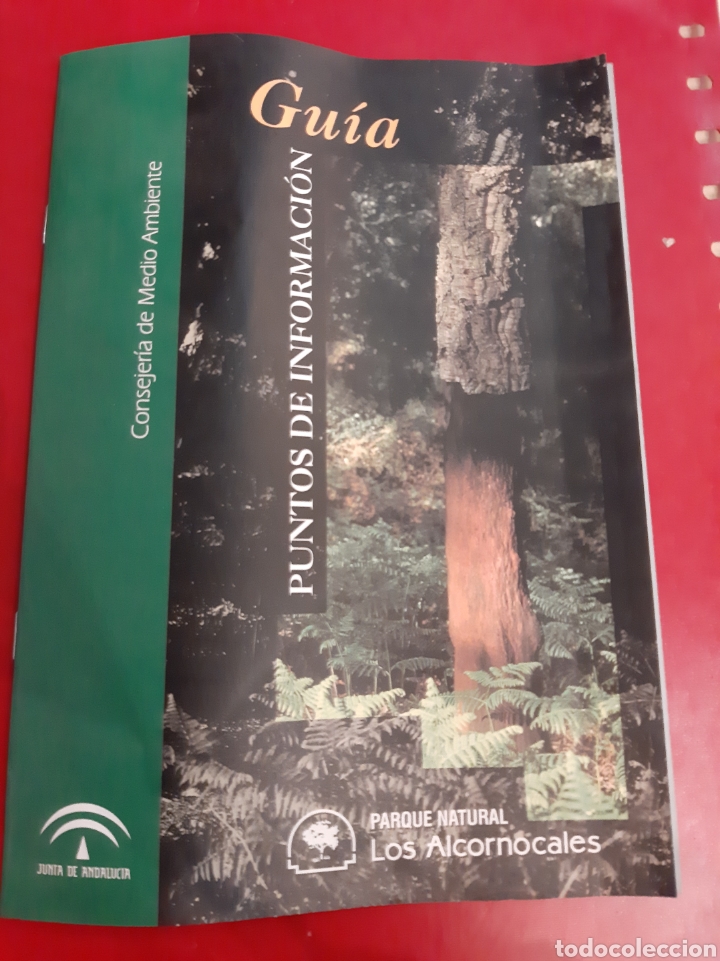 Guía
PUNTOS DE INFORMACIÓN
Consejería de Medio Ambiente
JUNTA DE ANDALUCIA
PARQUE NATURAL
Los Alcornocales
todocoleccion